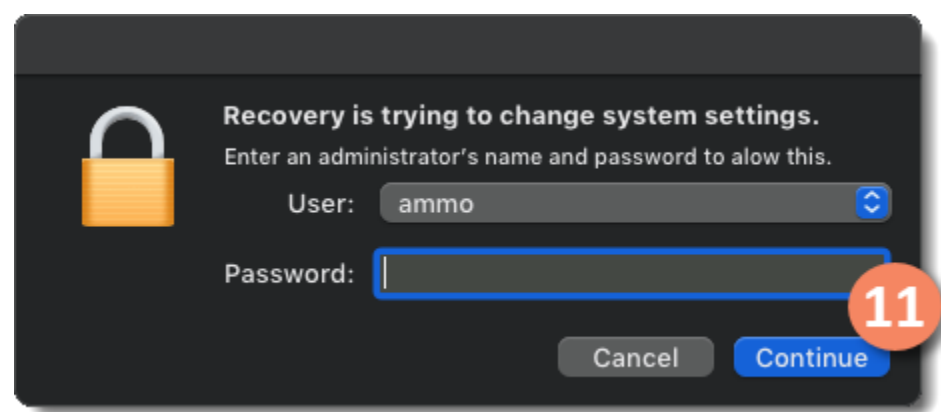 Recovery is trying to change system settings.
Enter an administrator's name and password to alow this.
User: ammo
Password:
11
Cancel Continue